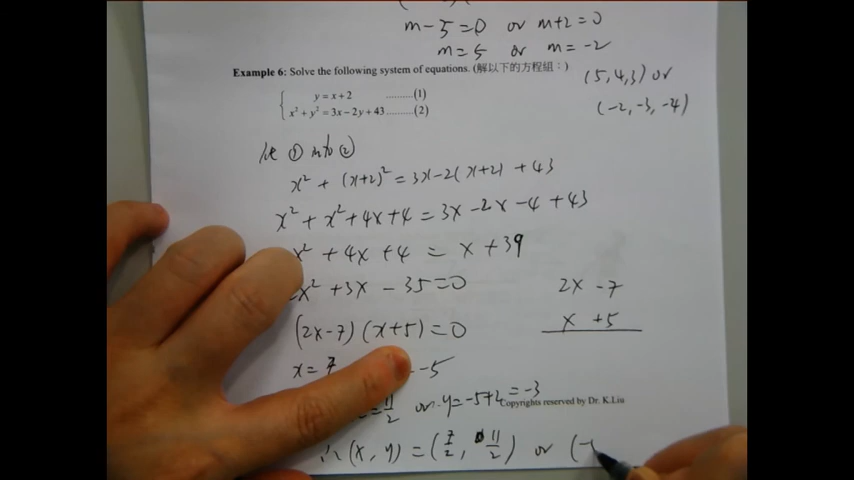 m - 5 = 0 or m + 2 = 0
m = 5 or m = -2
Example 6: Solve the following system of equations. (解以下的方程組：)
(5, 4, 3) or
(-2, -3, -4)
y = x + 2 ..........(1)
x² + y² = 3x - 2y + 43 ........(2)
① into ②
x² + (x+2)² = 3x - 2(x+2) + 43
x² + x² + 4x + 4 = 3x - 2x - 4 + 43
x² + 4x + 4 = x + 39
x² + 3x - 35 = 0
2x - 7
x + 5
(2x - 7)(x + 5) = 0
x = 7 -5
= 11/2 or y = -5+2 = -3
Copyrights reserved by Dr. K.Liu
∴ (x, y) = (7/2, 11/2) or (-